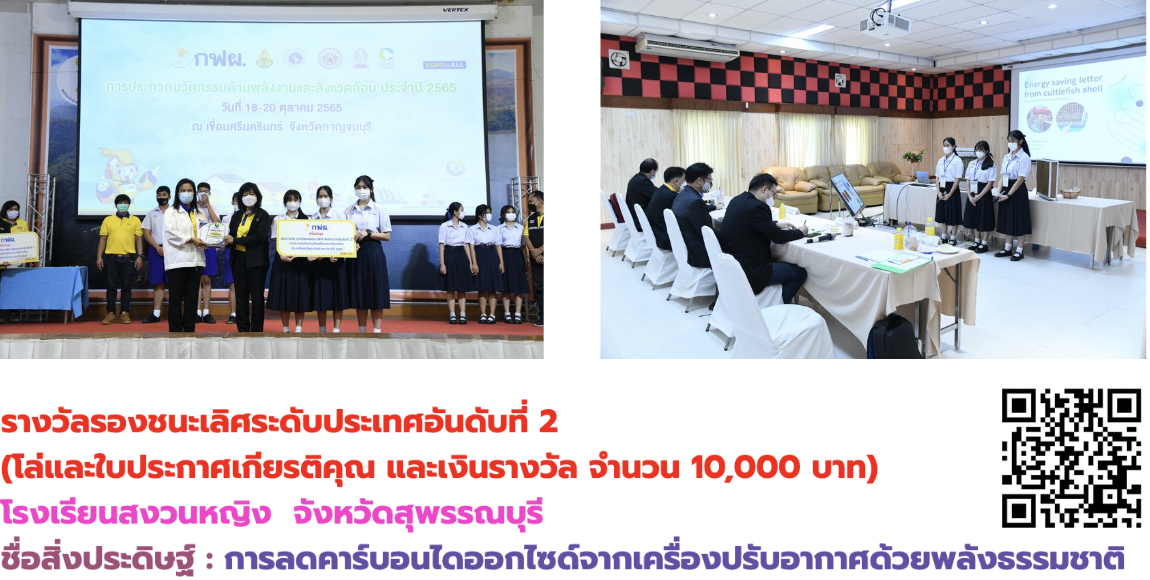 VERTEX
กฟผ.
EGAT for ALL
การประกวดนวัตกรรมด้านพลังงานและสิ่งแวดล้อม ประจำปี 2565
วันที่ 18-20 ตุลาคม 2565
ณ เขื่อนศรีนครินทร์ จังหวัดกาญจนบุรี
กฟผ.
กฟผ.
Energy saving letter
from cuttlefish shell
รางวัลรองชนะเลิศระดับประเทศอันดับที่ 2
(โล่และใบประกาศเกียรติคุณ และเงินรางวัล จำนวน 10,000 บาท)
โรงเรียนสงวนหญิง จังหวัดสุพรรณบุรี
ชื่อสิ่งประดิษฐ์ : การลดคาร์บอนไดออกไซด์จากเครื่องปรับอากาศด้วยพลังธรรมชาติ